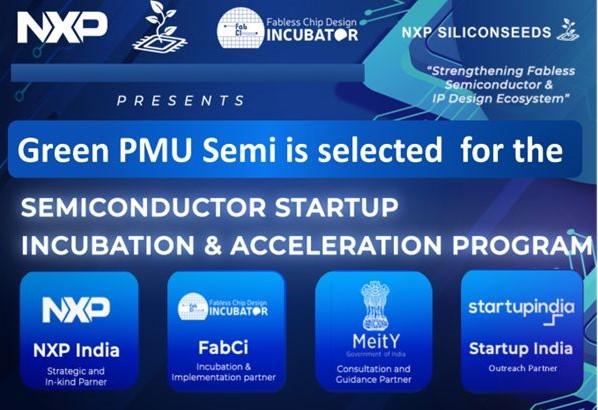 NXP
Fab
Ci
Fabless Chip Design
INCUBATOR
NXP SILICONSEEDS
"Strengthening Fabless
Semiconductor &
IP Design Ecosystem"
PRESENTS
Green PMU Semi is selected for the
SEMICONDUCTOR STARTUP
INCUBATION & ACCELERATION PROGRAM
NXP
NXP India
Strategic and
In-kind Parner
Fabless Chip Design
INCUBATOR
FabCi
Incubation &
Implementation partner
MeitY
Government of India
Consultation and
Guidance Partner
startupindia
Startup India
Outreach Partner